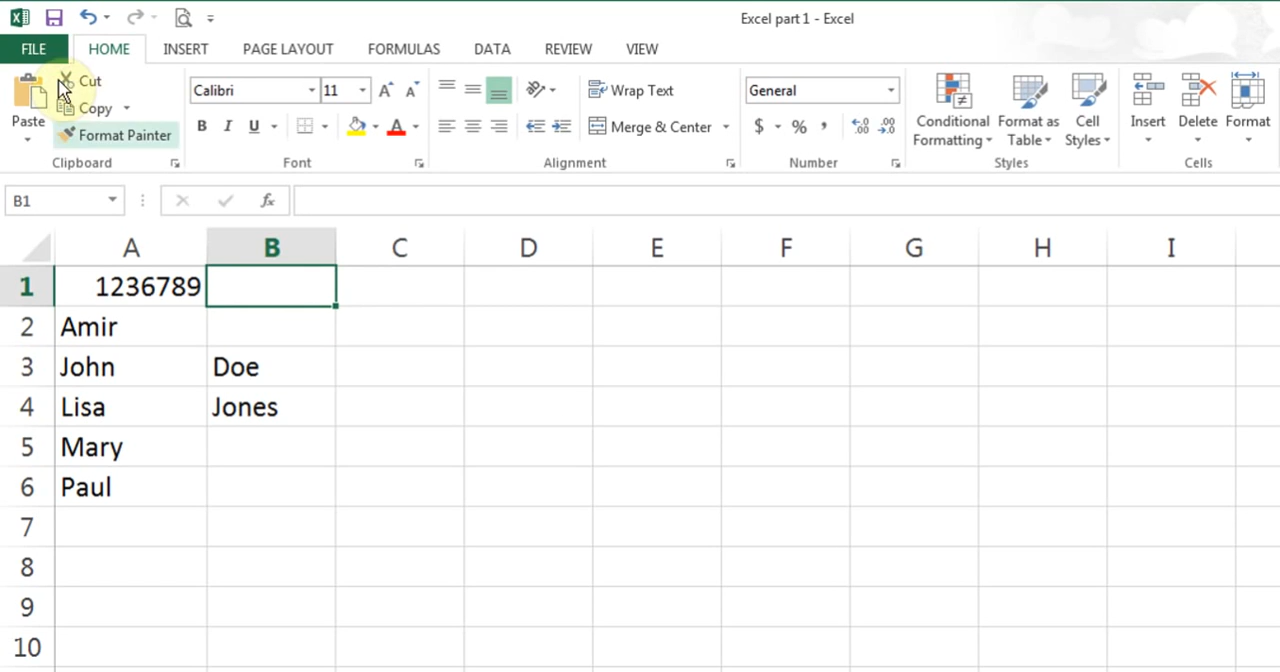 Excel part 1 - Excel
FILE HOME INSERT PAGE LAYOUT FORMULAS DATA REVIEW VIEW
Cut
Copy
Format Painter
Paste
Clipboard
Calibri 11
B I U
Font
Wrap Text
Merge & Center
Alignment
General
$ % ,
Number
Conditional Formatting
Format as Table
Cell Styles
Styles
Insert Delete Format
Cells
B1 fx
A B C D E F G H I
1 1236789
2 Amir
3 John Doe
4 Lisa Jones
5 Mary
6 Paul
7
8
9
10